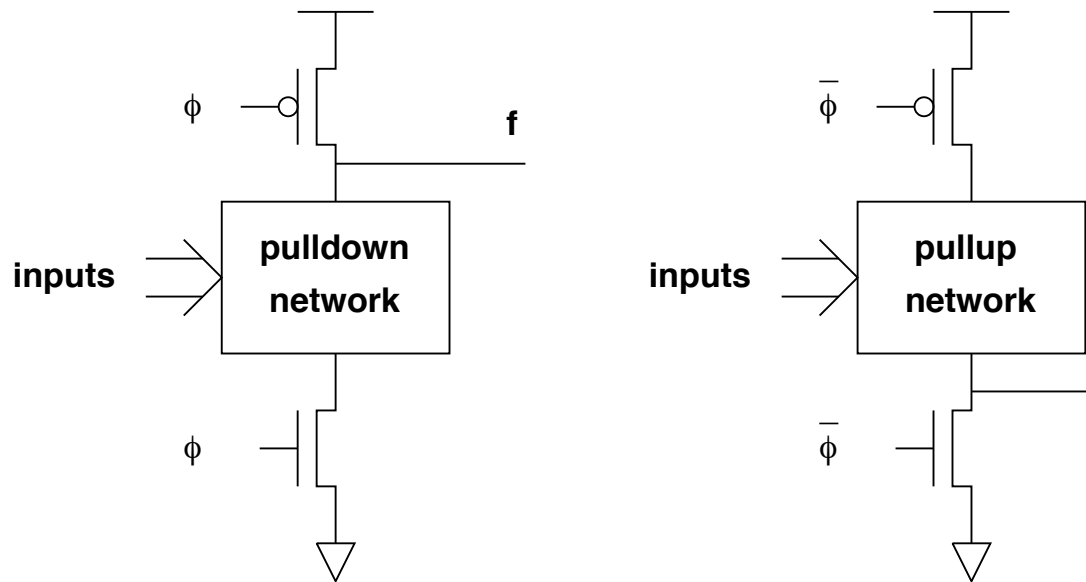 ϕ
f
inputs
pulldown
network
ϕ
ϕ̅
inputs
pullup
network
ϕ̅